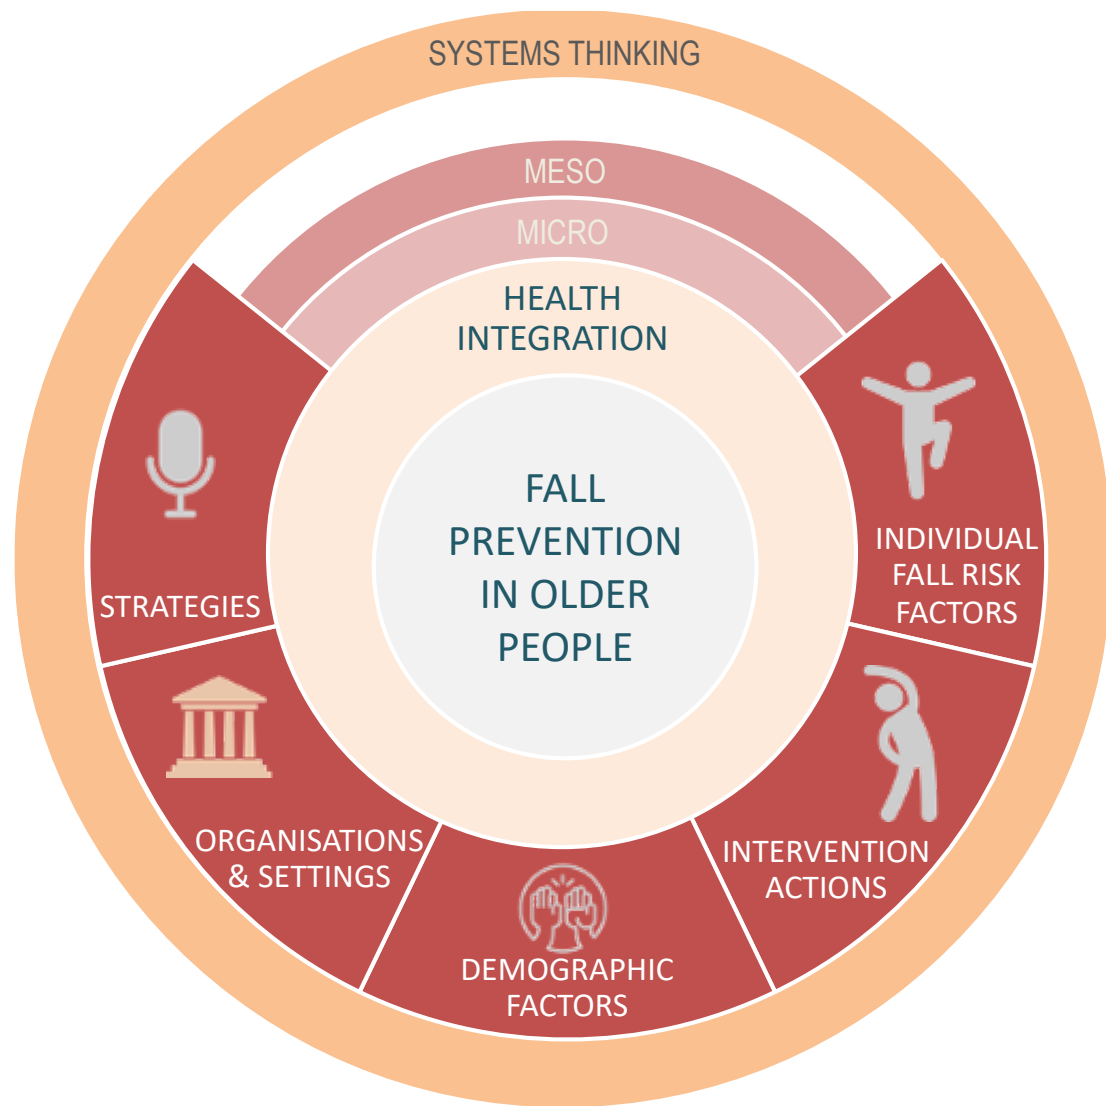 SYSTEMS THINKING
MESO
MICRO
HEALTH
INTEGRATION
FALL
PREVENTION
IN OLDER
PEOPLE
INDIVIDUAL
FALL RISK
FACTORS
STRATEGIES
ORGANISATIONS
& SETTINGS
INTERVENTION
ACTIONS
DEMOGRAPHIC
FACTORS